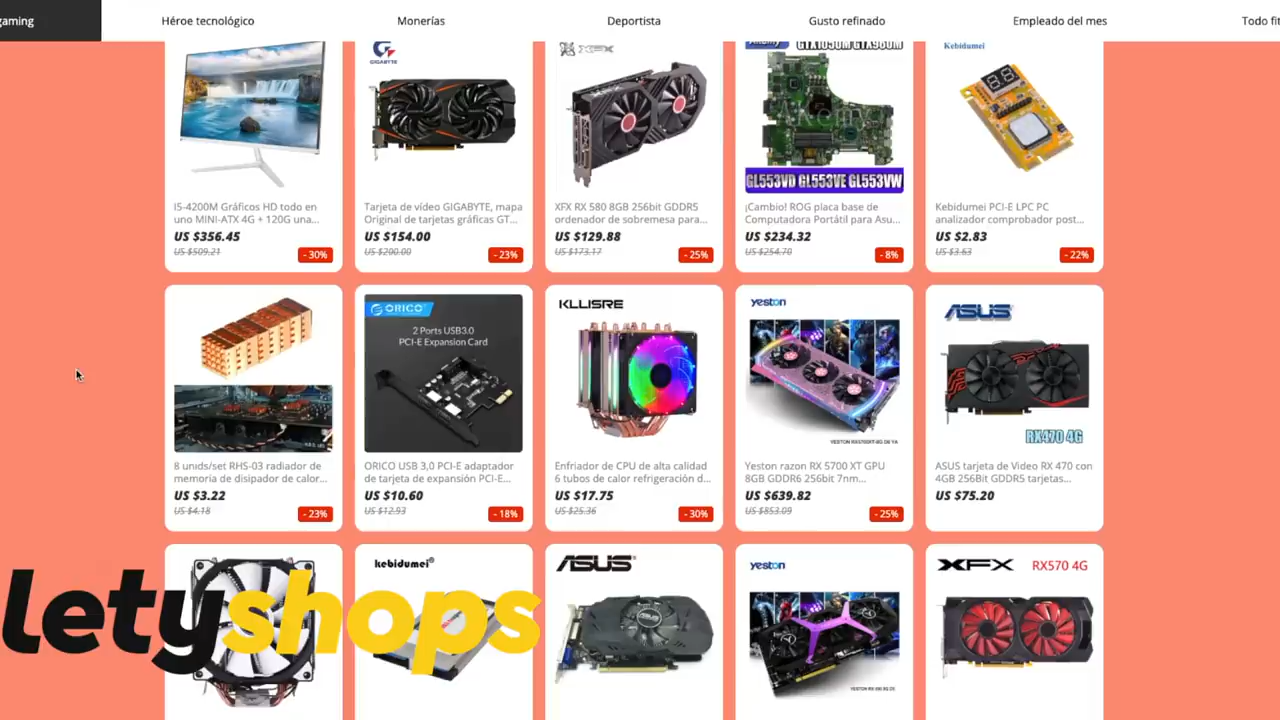 gaming
Héroe tecnológico
Monerías
Deportista
Gusto refinado
Empleado del mes
Todo fit
I5-4200M Gráficos HD todo en
uno MINI-ATX 4G + 120G una...
US $356.45
US $509.21
- 30%
GIGABYTE
Tarjeta de vídeo GIGABYTE, mapa
Original de tarjetas gráficas GT...
US $154.00
US $200.00
- 23%
XFX
XFX RX 580 8GB 256bit GDDR5
ordenador de sobremesa para...
US $129.88
US $173.17
- 25%
GTX1050M GTX960M
GL553VD GL553VE GL553VW
¡Cambio! ROG placa base de
Computadora Portátil para Asu...
US $234.32
US $254.70
- 8%
Kebidumei
Kebidumei PCI-E LPC PC
analizador comprobador post...
US $2.83
US $3.63
- 22%
8 unids/set RHS-03 radiador de
memoria de disipador de calor...
US $3.22
US $4.18
- 23%
ORICO
2 Ports USB3.0
PCI-E Expansion Card
ORICO USB 3,0 PCI-E adaptador
de tarjeta de expansión PCI-E...
US $10.60
US $12.93
- 18%
KLLISRE
Enfriador de CPU de alta calidad
6 tubos de calor refrigeración d...
US $17.75
US $25.36
- 30%
yeston
YESTON RX5700XT-8G D6 YA
Yeston razon RX 5700 XT GPU
8GB GDDR6 256bit 7nm...
US $639.82
US $853.09
- 25%
ASUS
RX470 4G
ASUS tarjeta de Video RX 470 con
4GB 256Bit GDDR5 tarjetas...
US $75.20
letyshops
kebidumei
ASUS
yeston
XFX RX570 4G